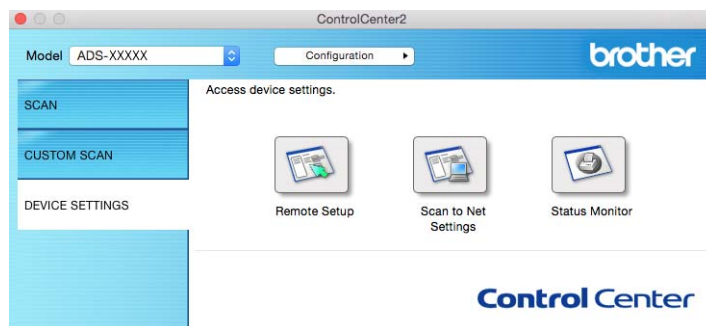 ControlCenter2
Model ADS-XXXXX Configuration brother
SCAN
CUSTOM SCAN
DEVICE SETTINGS
Access device settings.
Remote Setup
Scan to Net
Settings
Status Monitor
Control Center